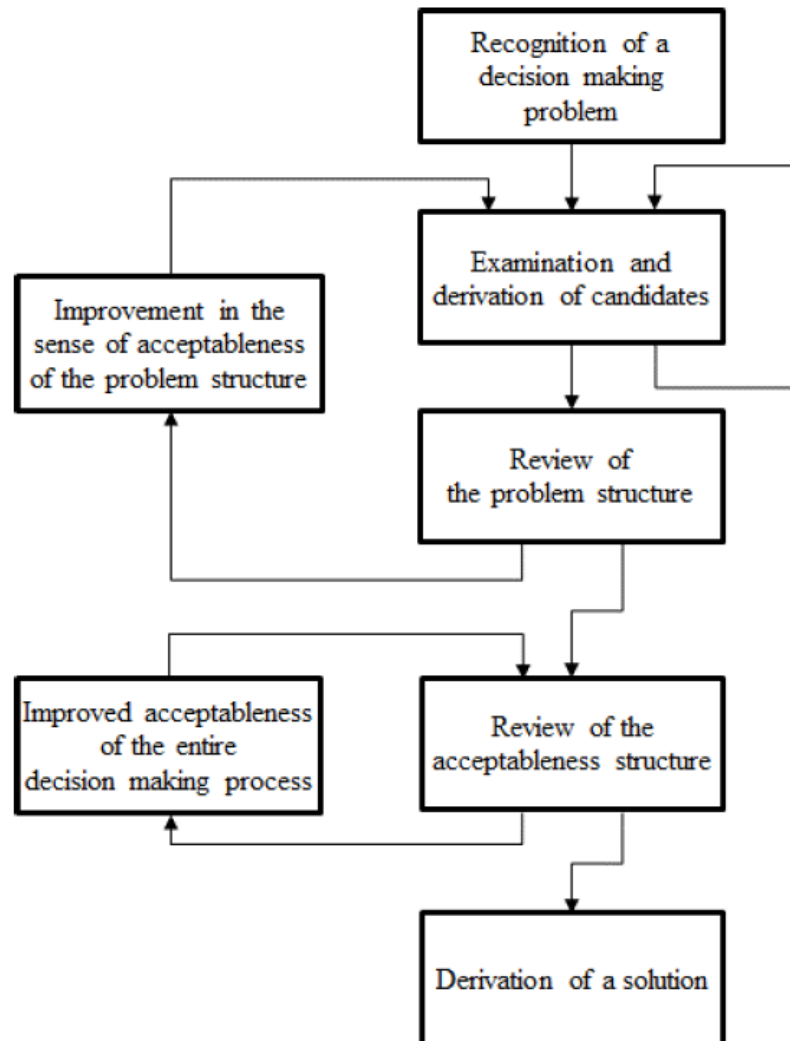 Recognition of a
decision making
problem
Examination and
derivation of candidates
Improvement in the
sense of acceptableness
of the problem structure
Review of
the problem structure
Improved acceptableness
of the entire
decision making process
Review of the
acceptableness structure
Derivation of a solution